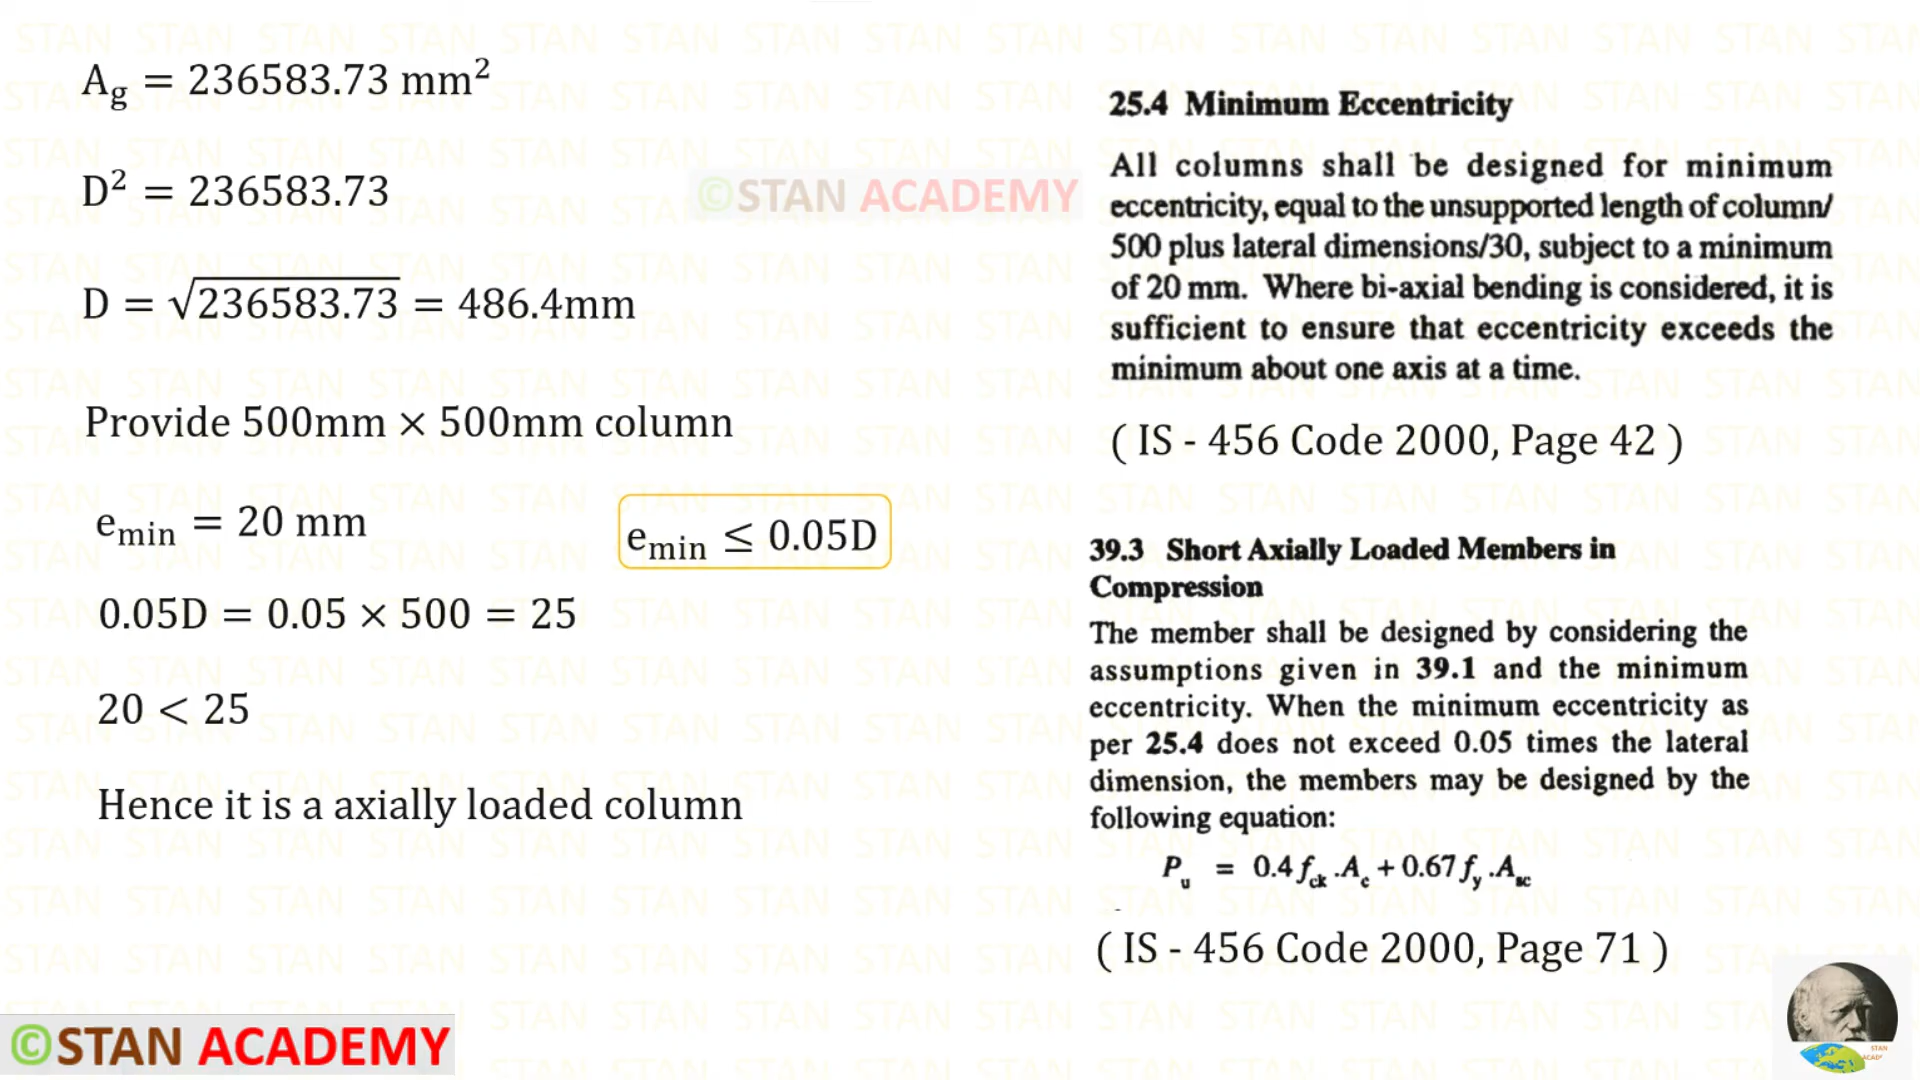 A_g = 236583.73 mm²
D² = 236583.73
D = √236583.73 = 486.4mm
Provide 500mm × 500mm column
e_min = 20 mm
e_min ≤ 0.05D
0.05D = 0.05 × 500 = 25
20 < 25
Hence it is a axially loaded column
©STAN ACADEMY
25.4 Minimum Eccentricity
All columns shall be designed for minimum
eccentricity, equal to the unsupported length of column/
500 plus lateral dimensions/30, subject to a minimum
of 20 mm. Where bi-axial bending is considered, it is
sufficient to ensure that eccentricity exceeds the
minimum about one axis at a time.
( IS - 456 Code 2000, Page 42 )
39.3 Short Axially Loaded Members in
Compression
The member shall be designed by considering the
assumptions given in 39.1 and the minimum
eccentricity. When the minimum eccentricity as
per 25.4 does not exceed 0.05 times the lateral
dimension, the members may be designed by the
following equation:
P_u = 0.4 f_ck .A_c + 0.67 f_y .A_sc
( IS - 456 Code 2000, Page 71 )
©STAN ACADEMY
STAN